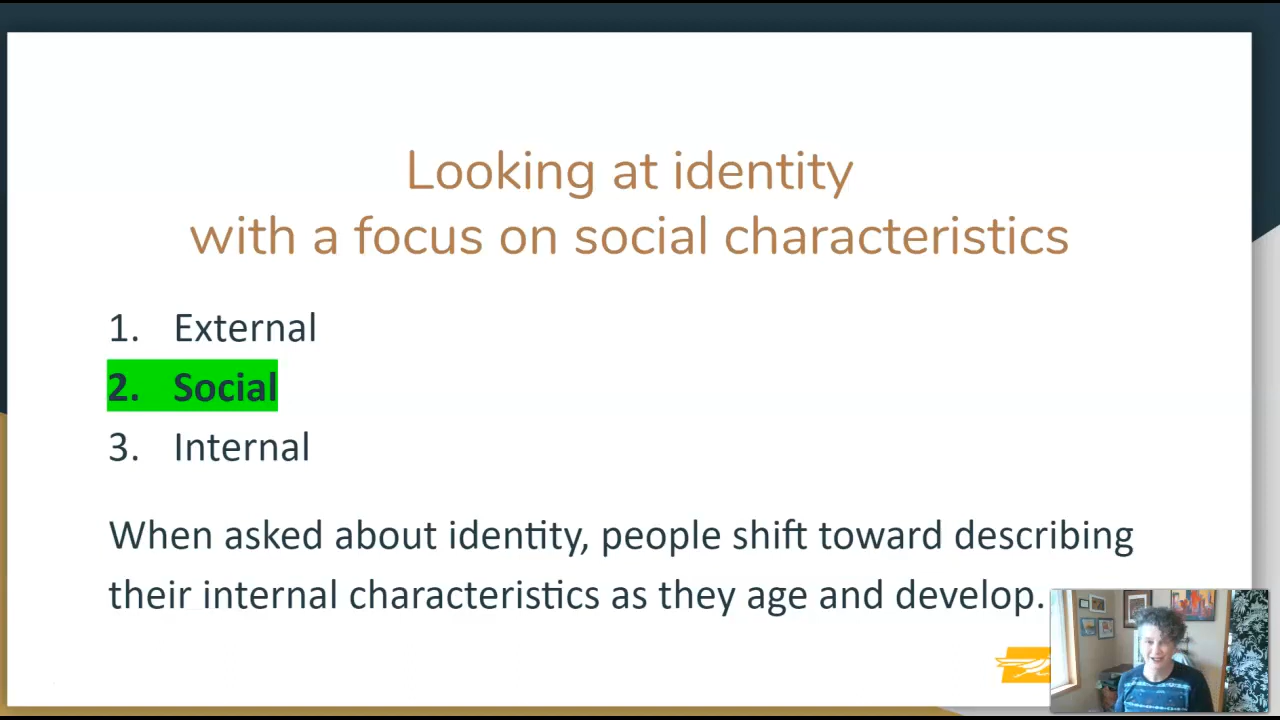 Looking at identity
with a focus on social characteristics
1. External
2. Social
3. Internal
When asked about identity, people shift toward describing
their internal characteristics as they age and develop.